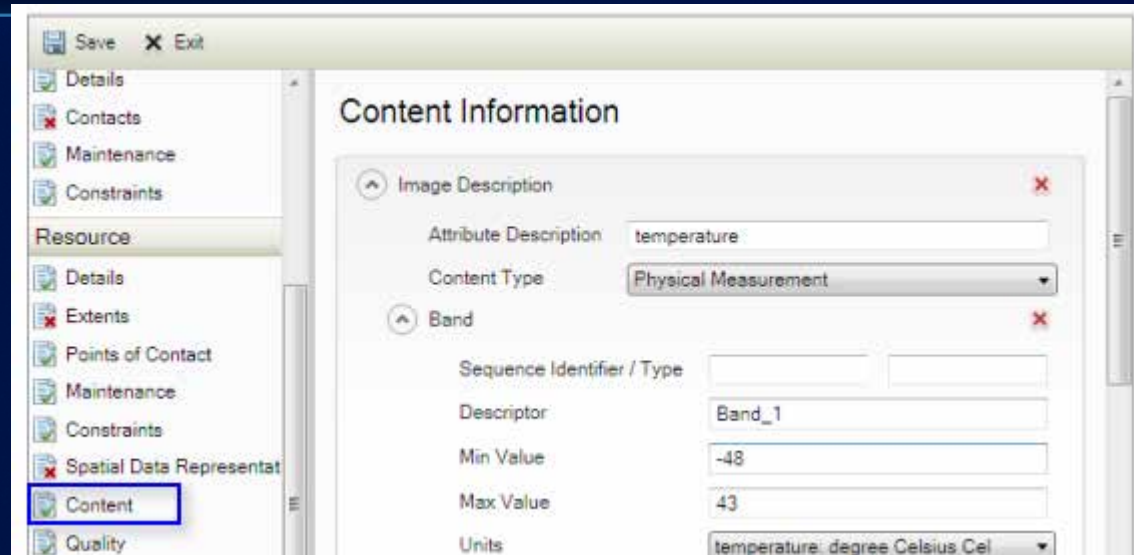 Save Exit
Details
Contacts
Maintenance
Constraints
Resource
Details
Extents
Points of Contact
Maintenance
Constraints
Spatial Data Representat
Content
Quality
Content Information
Image Description
Attribute Description temperature
Content Type Physical Measurement
Band
Sequence Identifier / Type
Descriptor Band_1
Min Value -48
Max Value 43
Units temperature: degree Celsius Cel